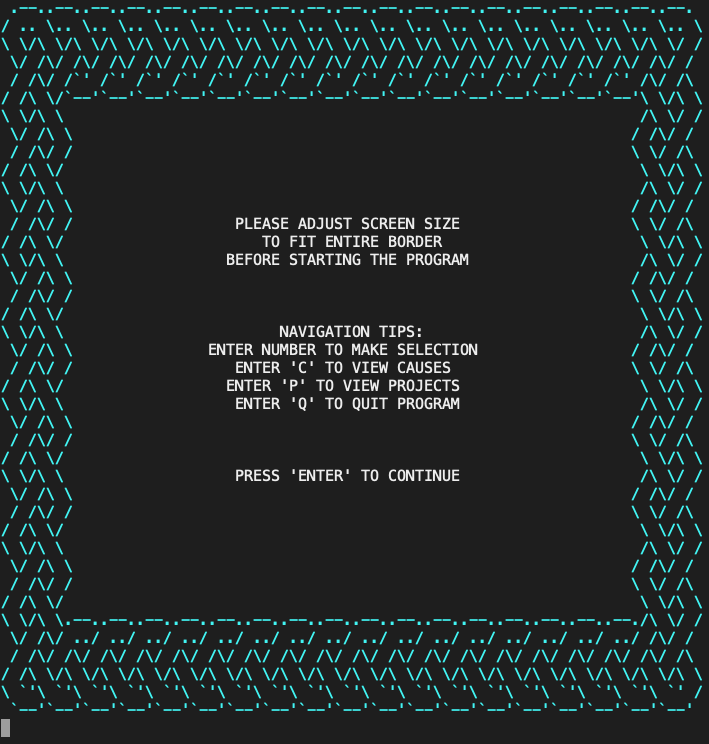 PLEASE ADJUST SCREEN SIZE
TO FIT ENTIRE BORDER
BEFORE STARTING THE PROGRAM
NAVIGATION TIPS:
ENTER NUMBER TO MAKE SELECTION
ENTER 'C' TO VIEW CAUSES
ENTER 'P' TO VIEW PROJECTS
ENTER 'Q' TO QUIT PROGRAM
PRESS 'ENTER' TO CONTINUE